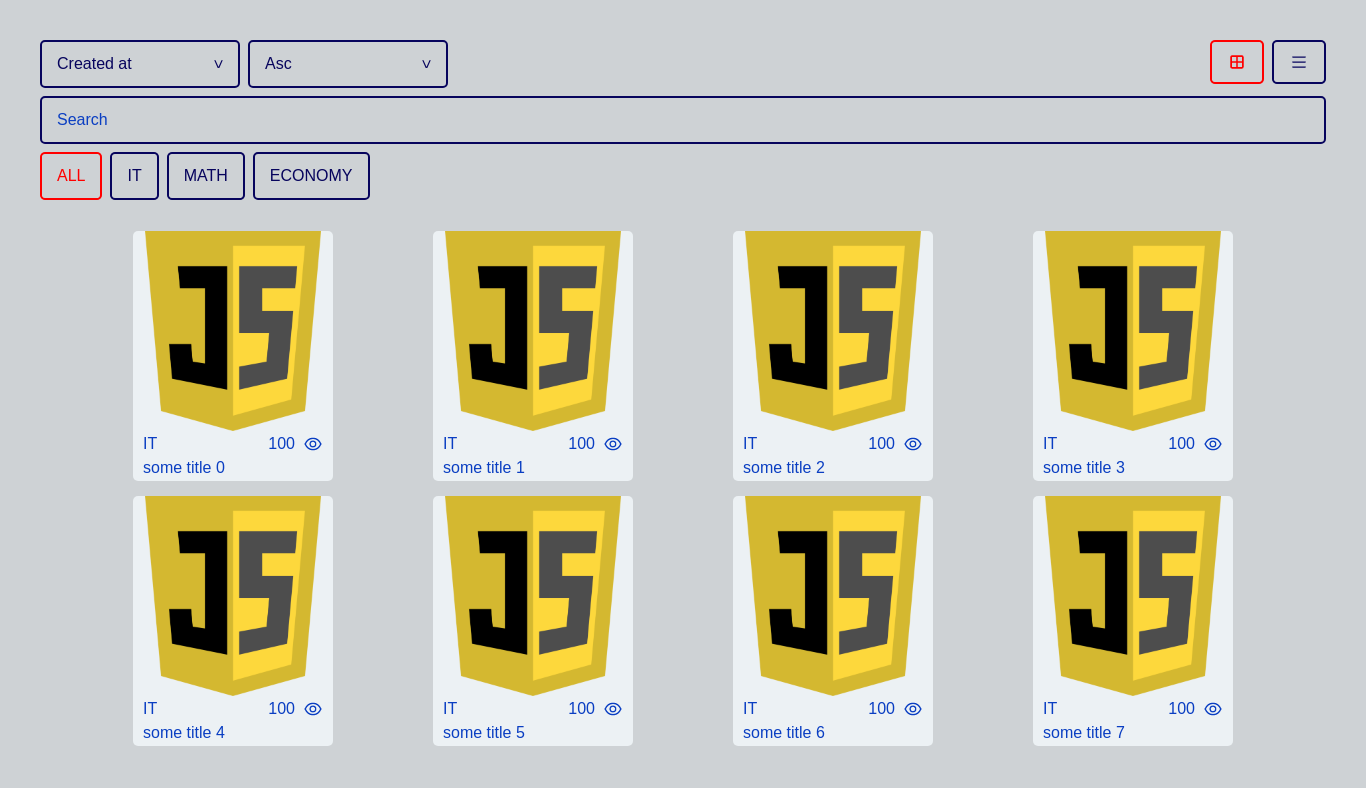 Created at Asc
Search
ALL IT MATH ECONOMY
JS JS JS JS
IT 100 IT 100 IT 100 IT 100
some title 0 some title 1 some title 2 some title 3
JS JS JS JS
IT 100 IT 100 IT 100 IT 100
some title 4 some title 5 some title 6 some title 7